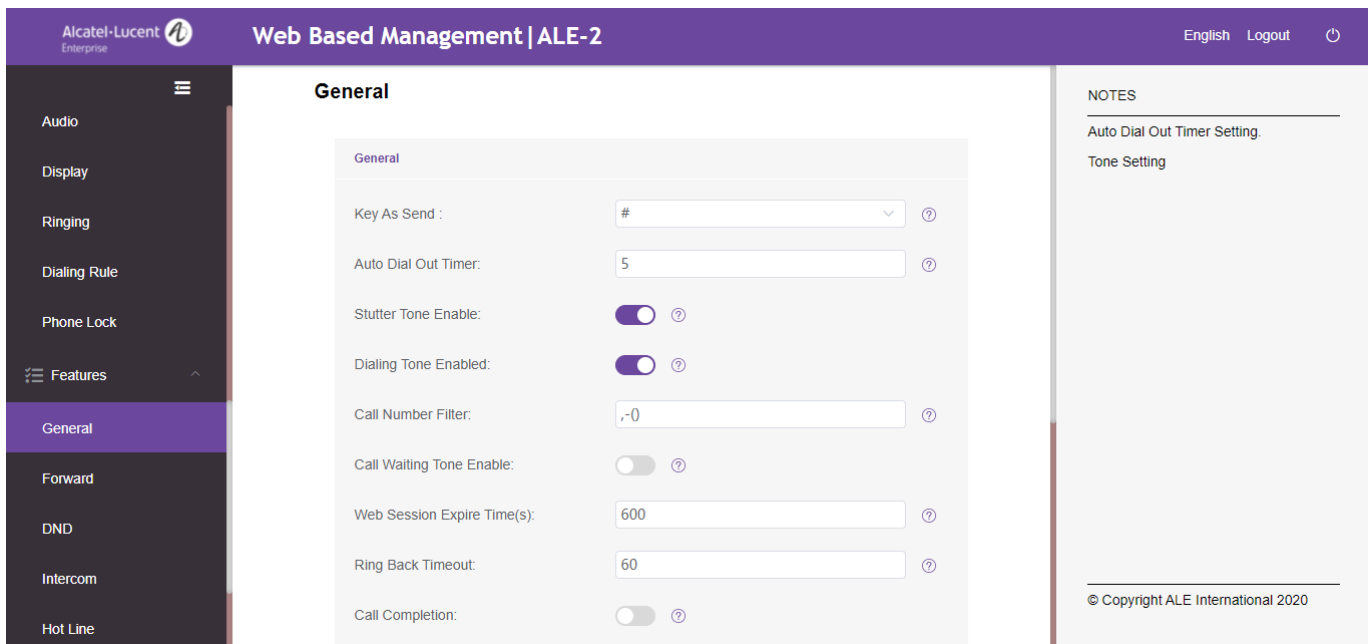 Alcatel·Lucent
Enterprise
Web Based Management|ALE-2
English Logout
Audio
Display
Ringing
Dialing Rule
Phone Lock
Features
General
Forward
DND
Intercom
Hot Line
General
General
Key As Send : #
Auto Dial Out Timer: 5
Stutter Tone Enable:
Dialing Tone Enabled:
Call Number Filter: ,-()
Call Waiting Tone Enable:
Web Session Expire Time(s): 600
Ring Back Timeout: 60
Call Completion:
NOTES
Auto Dial Out Timer Setting.
Tone Setting
© Copyright ALE International 2020